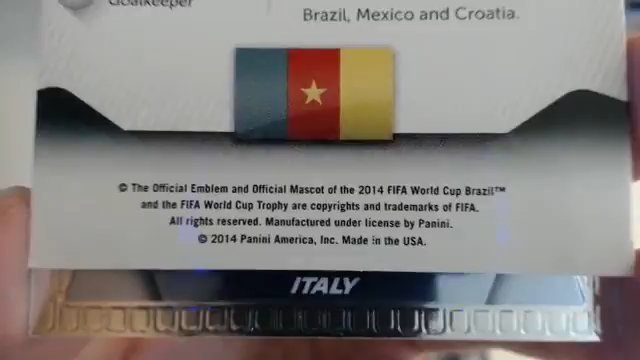 Goalkeeper
Brazil, Mexico and Croatia.
© The Official Emblem and Official Mascot of the 2014 FIFA World Cup Brazil™
and the FIFA World Cup Trophy are copyrights and trademarks of FIFA.
All rights reserved. Manufactured under license by Panini.
© 2014 Panini America, Inc. Made in the USA.
ITALY